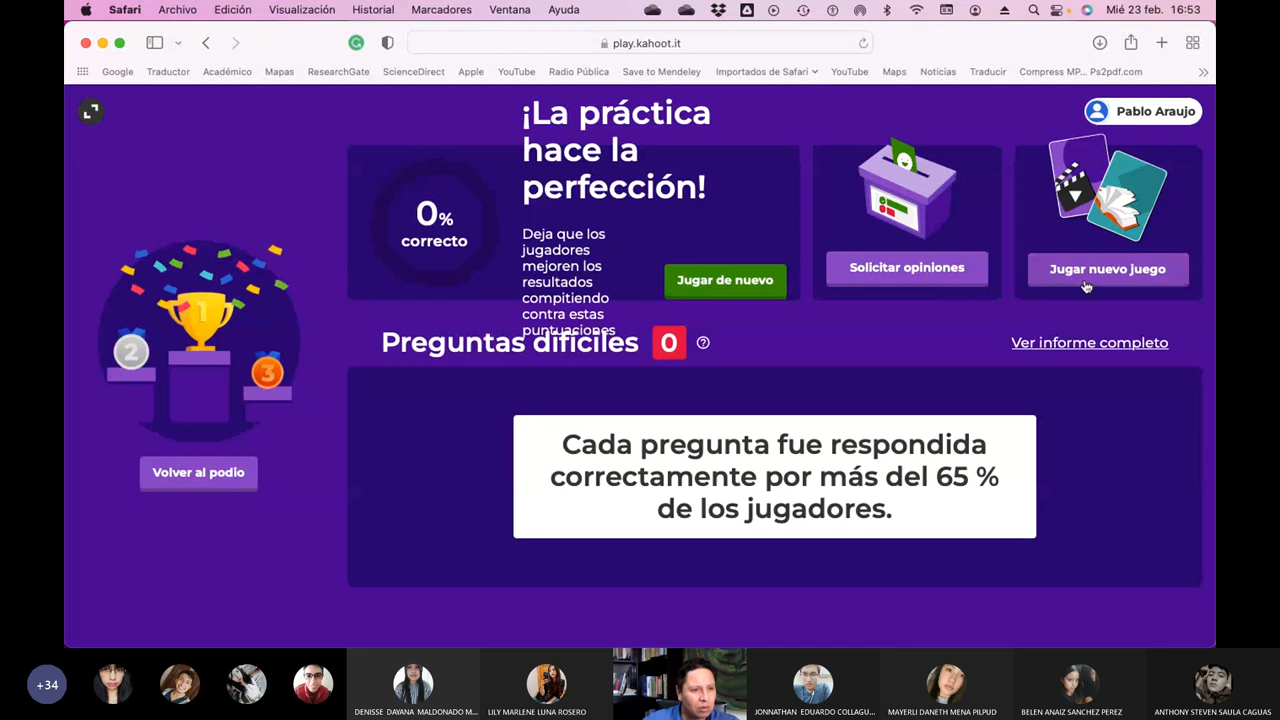 Safari Archivo Edición Visualización Historial Marcadores Ventana Ayuda Mié 23 feb. 16:53
play.kahoot.it
Google Traductor Académico Mapas ResearchGate ScienceDirect Apple YouTube Radio Pública Save to Mendeley Importados de Safari YouTube Maps Noticias Traducir Compress MP... Ps2pdf.com
Pablo Araujo
¡La práctica
hace la
perfección!
0%
correcto
Deja que los
jugadores
mejoren los
resultados
compitiendo
contra estas
puntuaciones
Jugar de nuevo
Solicitar opiniones
Jugar nuevo juego
1
2
3
Volver al podio
Preguntas difíciles 0
Ver informe completo
Cada pregunta fue respondida
correctamente por más del 65 %
de los jugadores.
+34
DENISSE DAYANA MALDONADO M...
LILY MARLENE LUNA ROSERO
JONNATHAN EDUARDO COLLAGU...
MAYERLI DANETH MENA PILPUD
BELEN ANAIZ SANCHEZ PEREZ
ANTHONY STEVEN SAULA CAGUAS